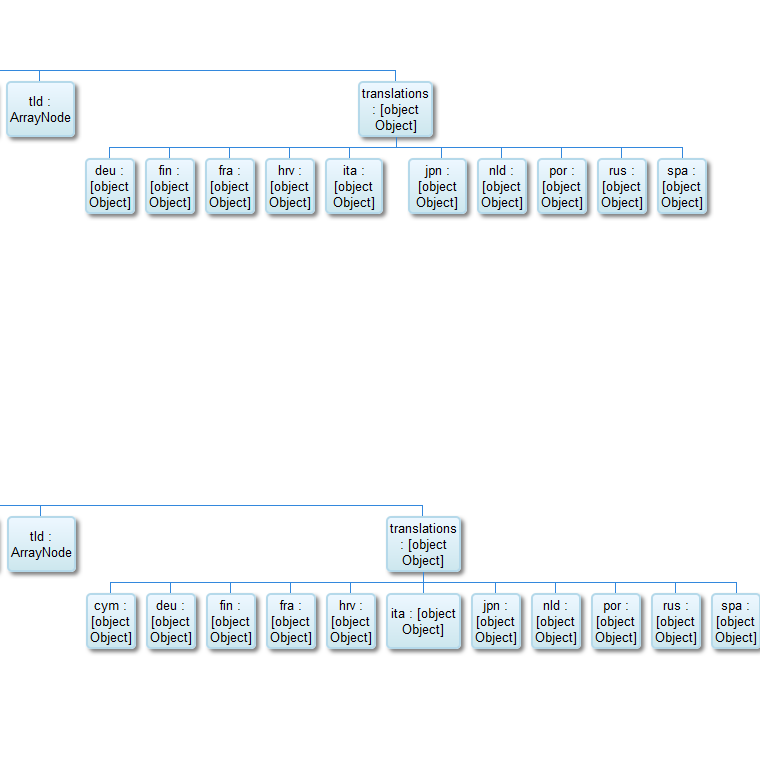 tld :
ArrayNode
translations
: [object
Object]
deu :
[object
Object]
fin :
[object
Object]
fra :
[object
Object]
hrv :
[object
Object]
ita :
[object
Object]
jpn :
[object
Object]
nld :
[object
Object]
por :
[object
Object]
rus :
[object
Object]
spa :
[object
Object]
tld :
ArrayNode
translations
: [object
Object]
cym :
[object
Object]
deu :
[object
Object]
fin :
[object
Object]
fra :
[object
Object]
hrv :
[object
Object]
ita : [object
Object]
jpn :
[object
Object]
nld :
[object
Object]
por :
[object
Object]
rus :
[object
Object]
spa :
[object
Object]